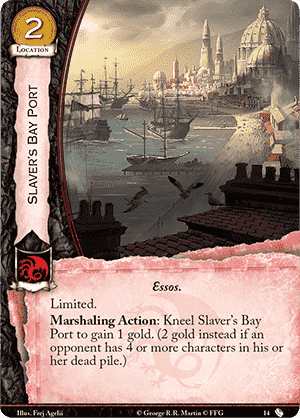 2
LOCATION
SLAVER'S BAY PORT
Essos.
Limited.
Marshaling Action: Kneel Slaver's Bay
Port to gain 1 gold. (2 gold instead if an
opponent has 4 or more characters in his or
her dead pile.)
Illus. Frej Agelii
© George R.R. Martin © FFG
14